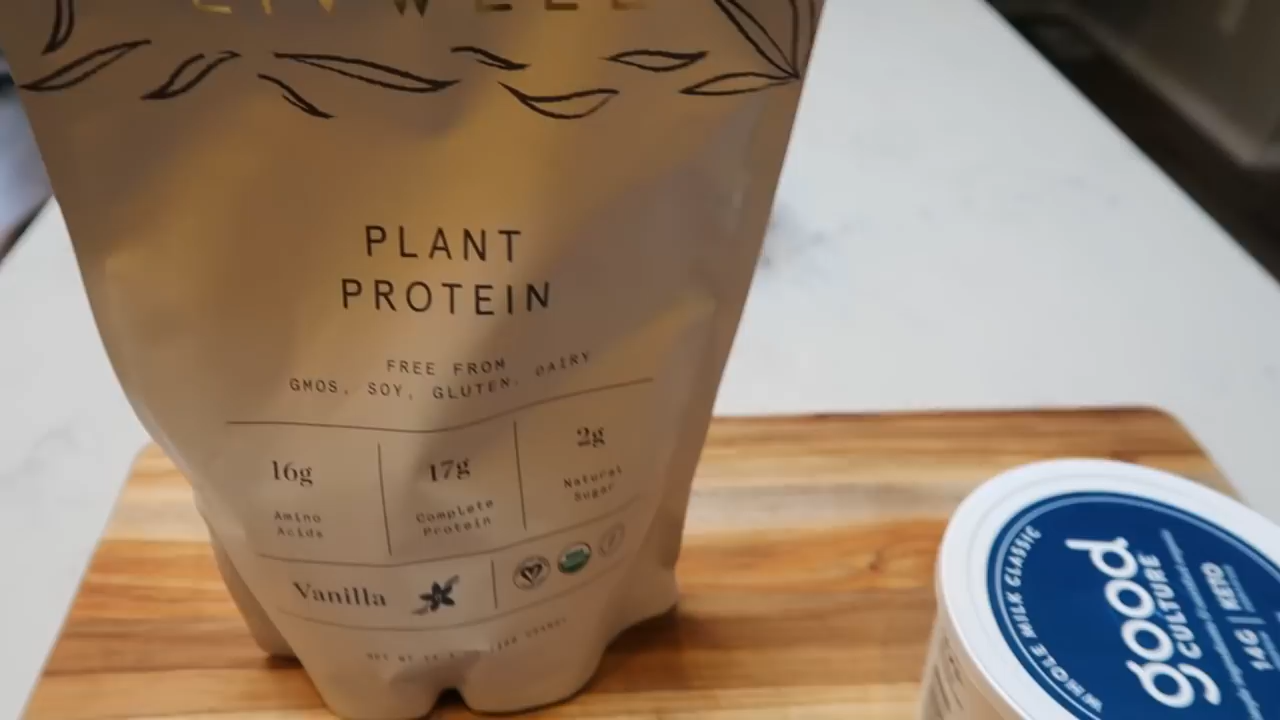 PLANT
PROTEIN
FREE FROM
GMOS, SOY, GLUTEN, DAIRY
16g
Amino
Acids
17g
Complete
Protein
2g
Natural
Sugar
Vanilla
WHOLE MILK CLASSIC
good
CULTURE
14G | KETO